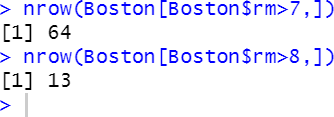 > nrow(Boston[Boston$rm>7,])
[1] 64
> nrow(Boston[Boston$rm>8,])
[1] 13
>